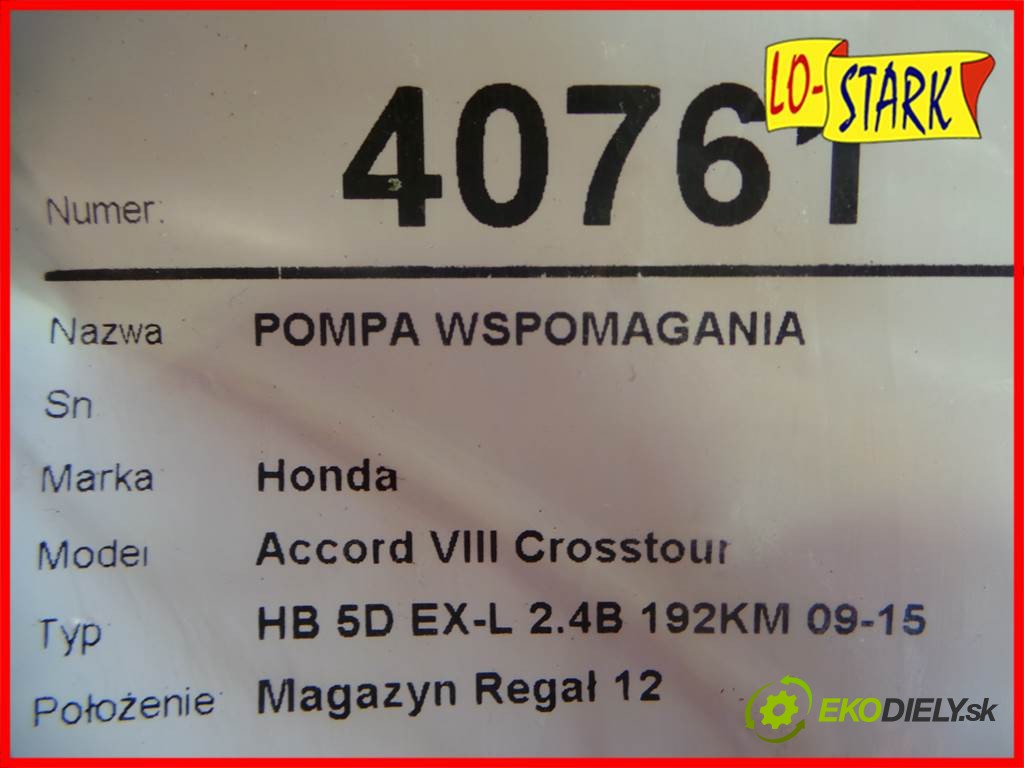 LO-STARK
Numer: 40761
Nazwa POMPA WSPOMAGANIA
Sn
Marka Honda
Model Accord VIII Crosstour
Typ HB 5D EX-L 2.4B 192KM 09-15
Położenie Magazyn Regał 12
EKODIELY.sk